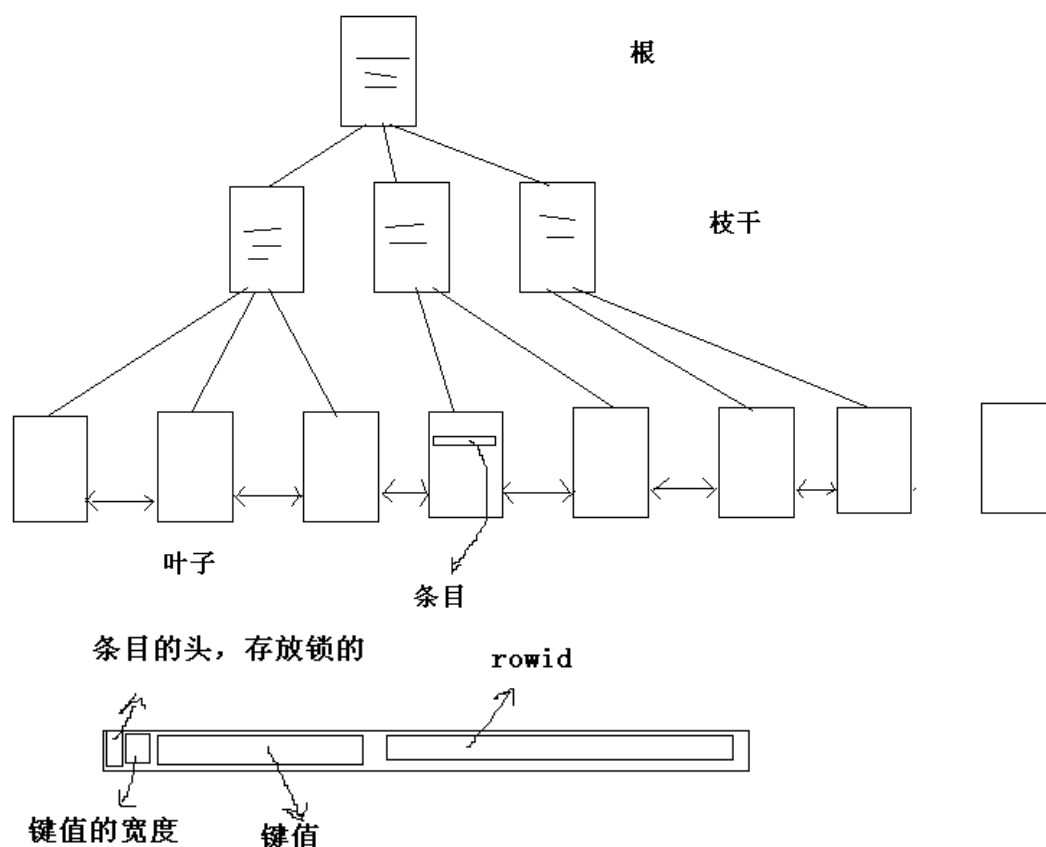 根
枝干
叶子
条目
条目的头，存放锁的
rowid
键值的宽度
键值